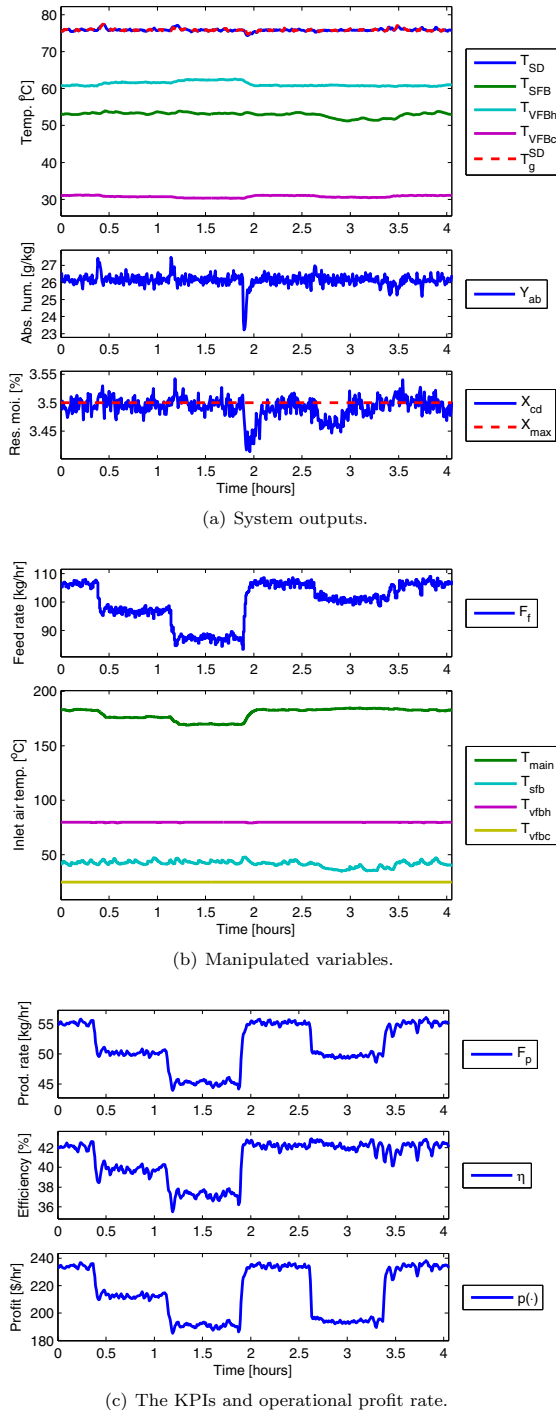 80
70
60
50
40
30
Temp. [°C]
0 0.5 1 1.5 2 2.5 3 3.5 4
T_SD
T_SFB
T_VFBh
T_VFBc
T_g^SD
27
26
25
24
23
Abs. hum. [g/kg]
0 0.5 1 1.5 2 2.5 3 3.5 4
Y_ab
3.55
3.5
3.45
Res. moi. [%]
0 0.5 1 1.5 2 2.5 3 3.5 4
Time [hours]
X_cd
X_max
(a) System outputs.
110
100
90
Feed rate [kg/hr]
0 0.5 1 1.5 2 2.5 3 3.5 4
F_f
200
150
100
50
Inlet air temp. [°C]
0 0.5 1 1.5 2 2.5 3 3.5 4
Time [hours]
T_main
T_sfb
T_vfbh
T_vfbc
(b) Manipulated variables.
55
50
45
Prod. rate [kg/hr]
0 0.5 1 1.5 2 2.5 3 3.5 4
F_p
42
40
38
36
Efficiency [%]
0 0.5 1 1.5 2 2.5 3 3.5 4
η
240
220
200
180
Profit [$/hr]
0 0.5 1 1.5 2 2.5 3 3.5 4
Time [hours]
p(·)
(c) The KPIs and operational profit rate.